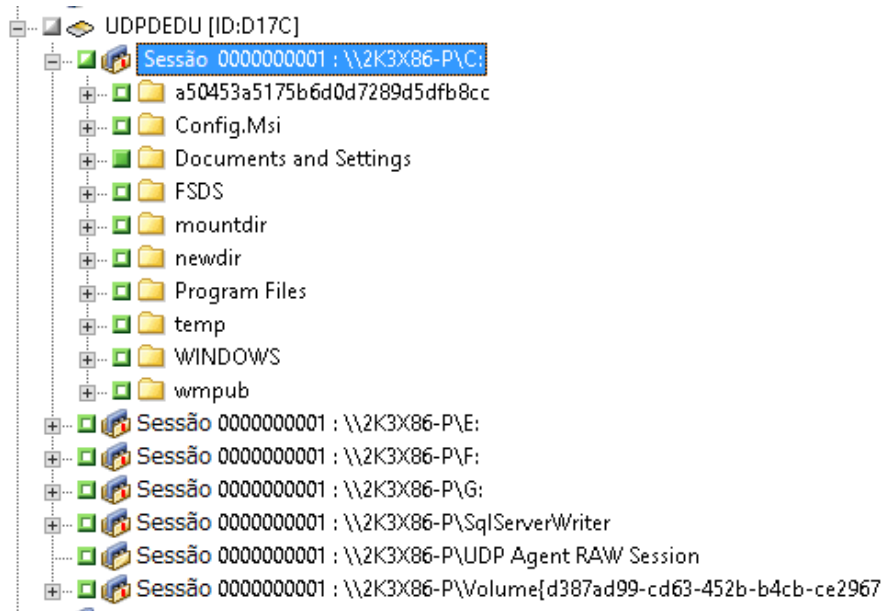 UDPDEDU [ID:D17C]
Sessão 0000000001 : \\2K3X86-P\C:
a50453a5175b6d0d7289d5dfb8cc
Config.Msi
Documents and Settings
FSDS
mountdir
newdir
Program Files
temp
WINDOWS
wmpub
Sessão 0000000001 : \\2K3X86-P\E:
Sessão 0000000001 : \\2K3X86-P\F:
Sessão 0000000001 : \\2K3X86-P\G:
Sessão 0000000001 : \\2K3X86-P\SqlServerWriter
Sessão 0000000001 : \\2K3X86-P\UDP Agent RAW Session
Sessão 0000000001 : \\2K3X86-P\Volume{d387ad99-cd63-452b-b4cb-ce2967